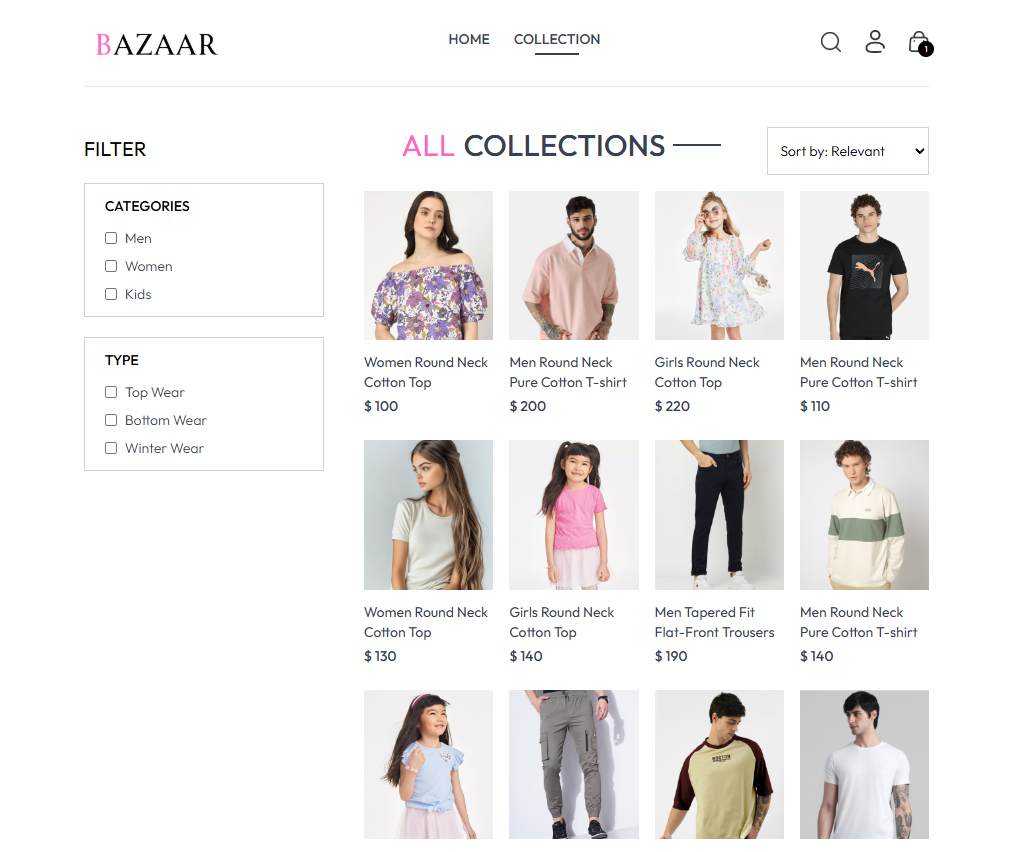 BAZAAR
HOME
COLLECTION
1
FILTER
ALL COLLECTIONS
Sort by: Relevant
CATEGORIES
Men
Women
Kids
TYPE
Top Wear
Bottom Wear
Winter Wear
Women Round Neck
Cotton Top
$ 100
Men Round Neck
Pure Cotton T-shirt
$ 200
Girls Round Neck
Cotton Top
$ 220
Men Round Neck
Pure Cotton T-shirt
$ 110
Women Round Neck
Cotton Top
$ 130
Girls Round Neck
Cotton Top
$ 140
Men Tapered Fit
Flat-Front Trousers
$ 190
Men Round Neck
Pure Cotton T-shirt
$ 140